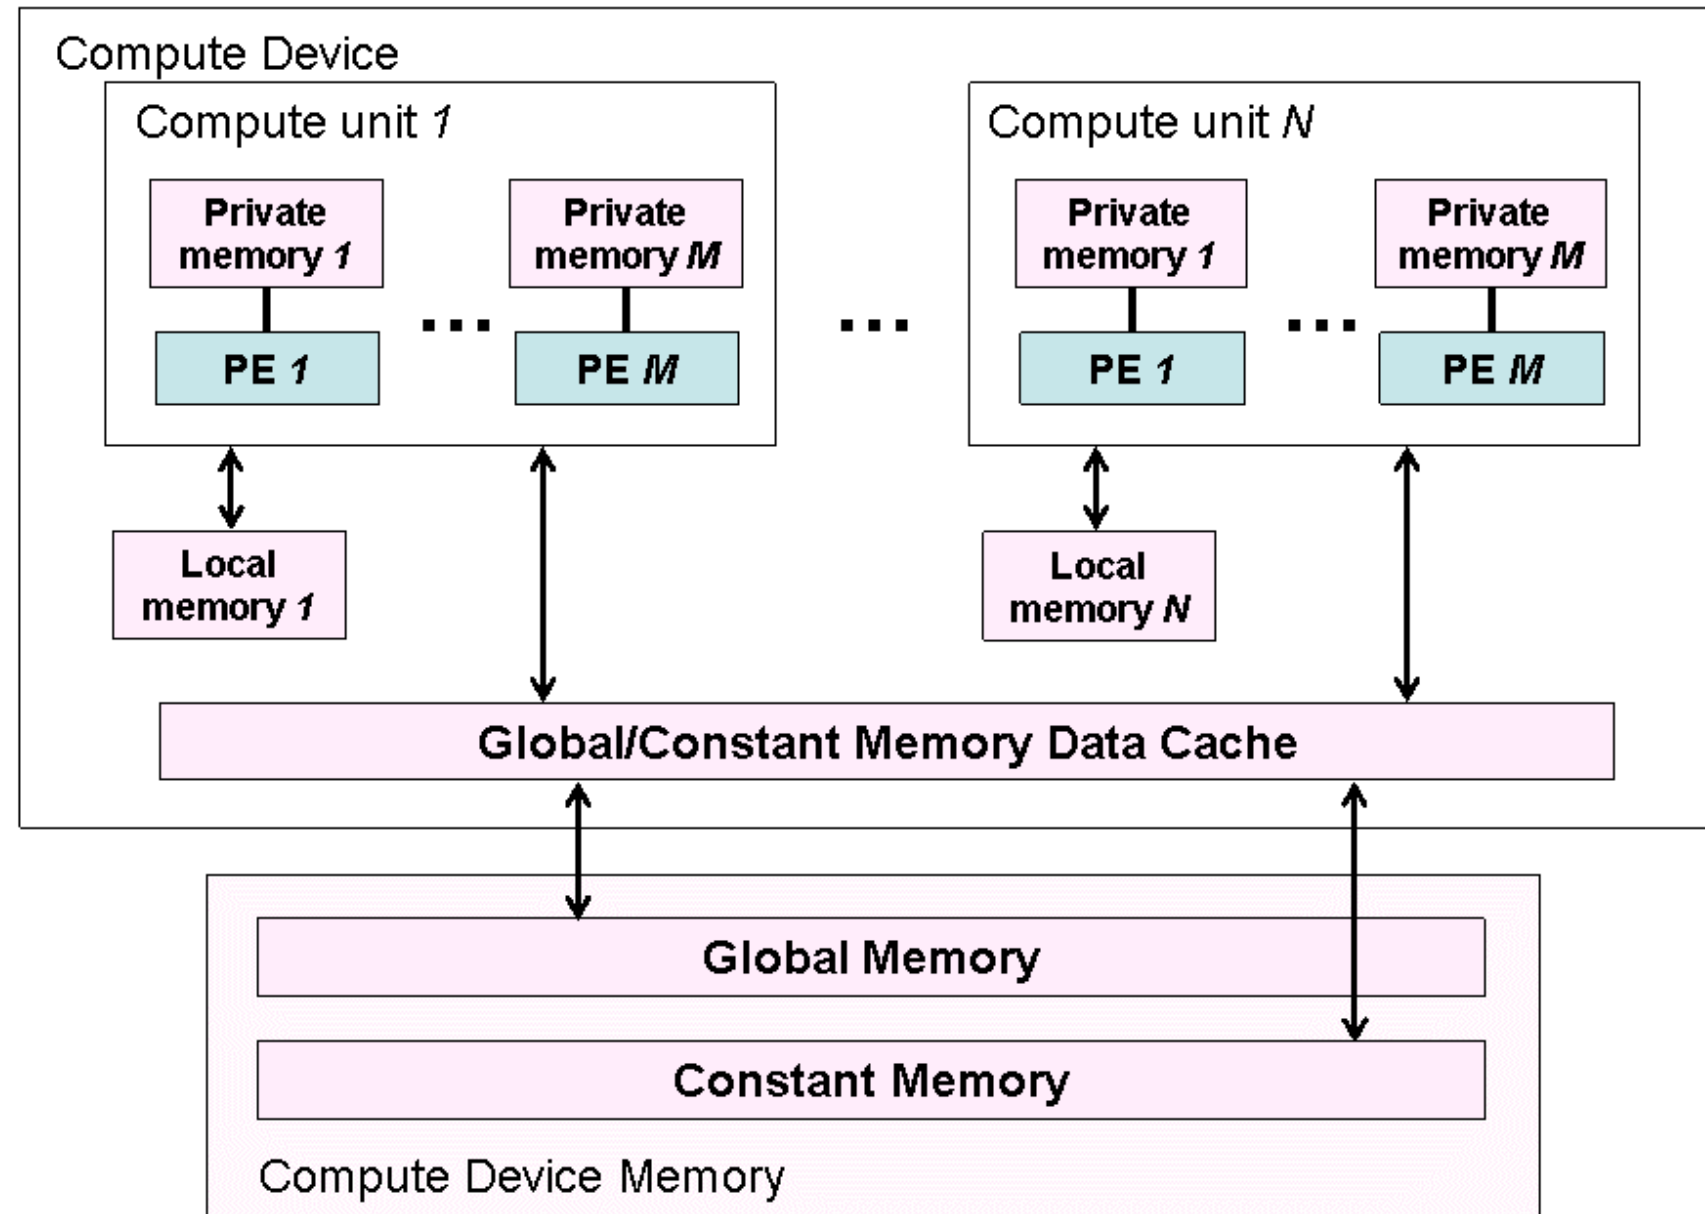 Compute Device
Compute unit 1
Compute unit N
Private
memory 1
Private
memory M
Private
memory 1
Private
memory M
...
...
...
PE 1
PE M
PE 1
PE M
Local
memory 1
Local
memory N
Global/Constant Memory Data Cache
Global Memory
Constant Memory
Compute Device Memory